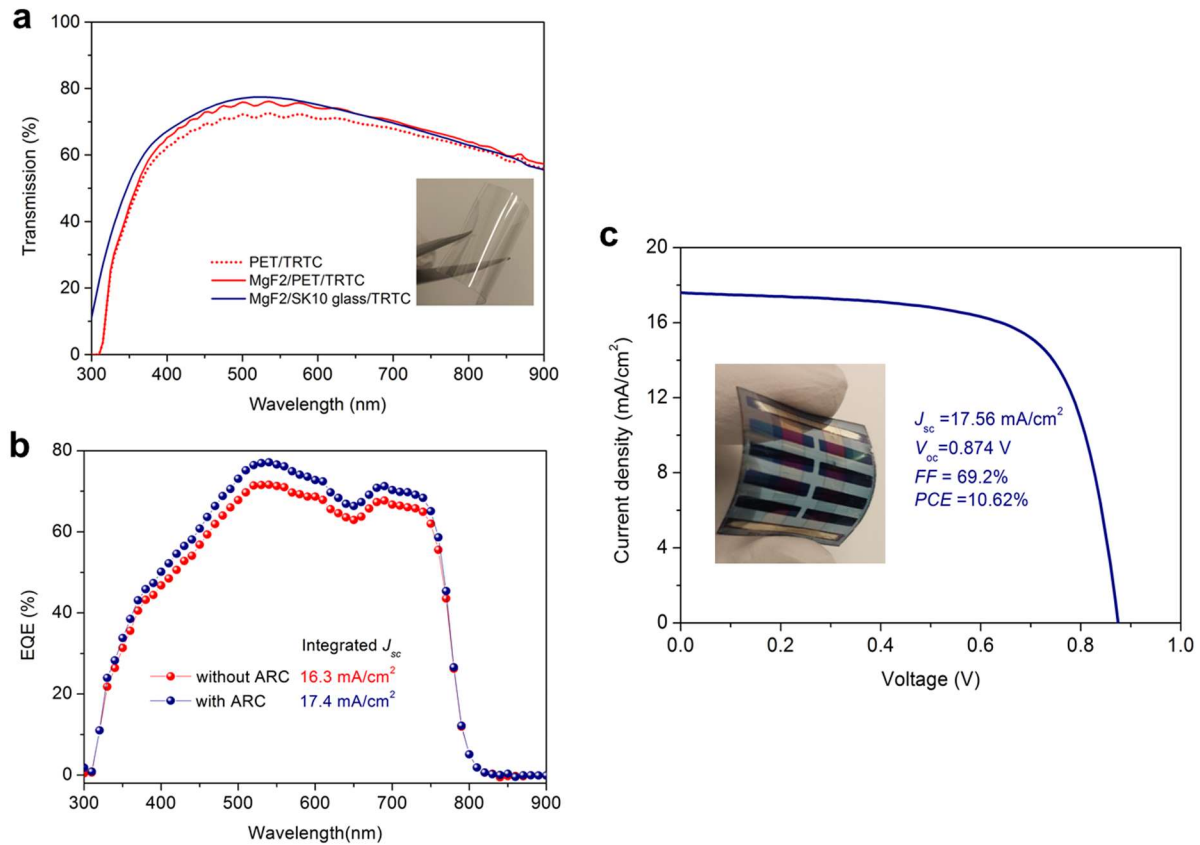 a
100
80
60
40
20
0
Transmission (%)
PET/TRTC
MgF2/PET/TRTC
MgF2/SK10 glass/TRTC
300 400 500 600 700 800 900
Wavelength (nm)
b
80
60
40
20
0
EQE (%)
Integrated Jsc
without ARC 16.3 mA/cm²
with ARC 17.4 mA/cm²
300 400 500 600 700 800 900
Wavelength(nm)
c
20
16
12
8
4
0
Current density (mA/cm²)
Jsc =17.56 mA/cm²
Voc=0.874 V
FF = 69.2%
PCE =10.62%
0.0 0.2 0.4 0.6 0.8 1.0
Voltage (V)